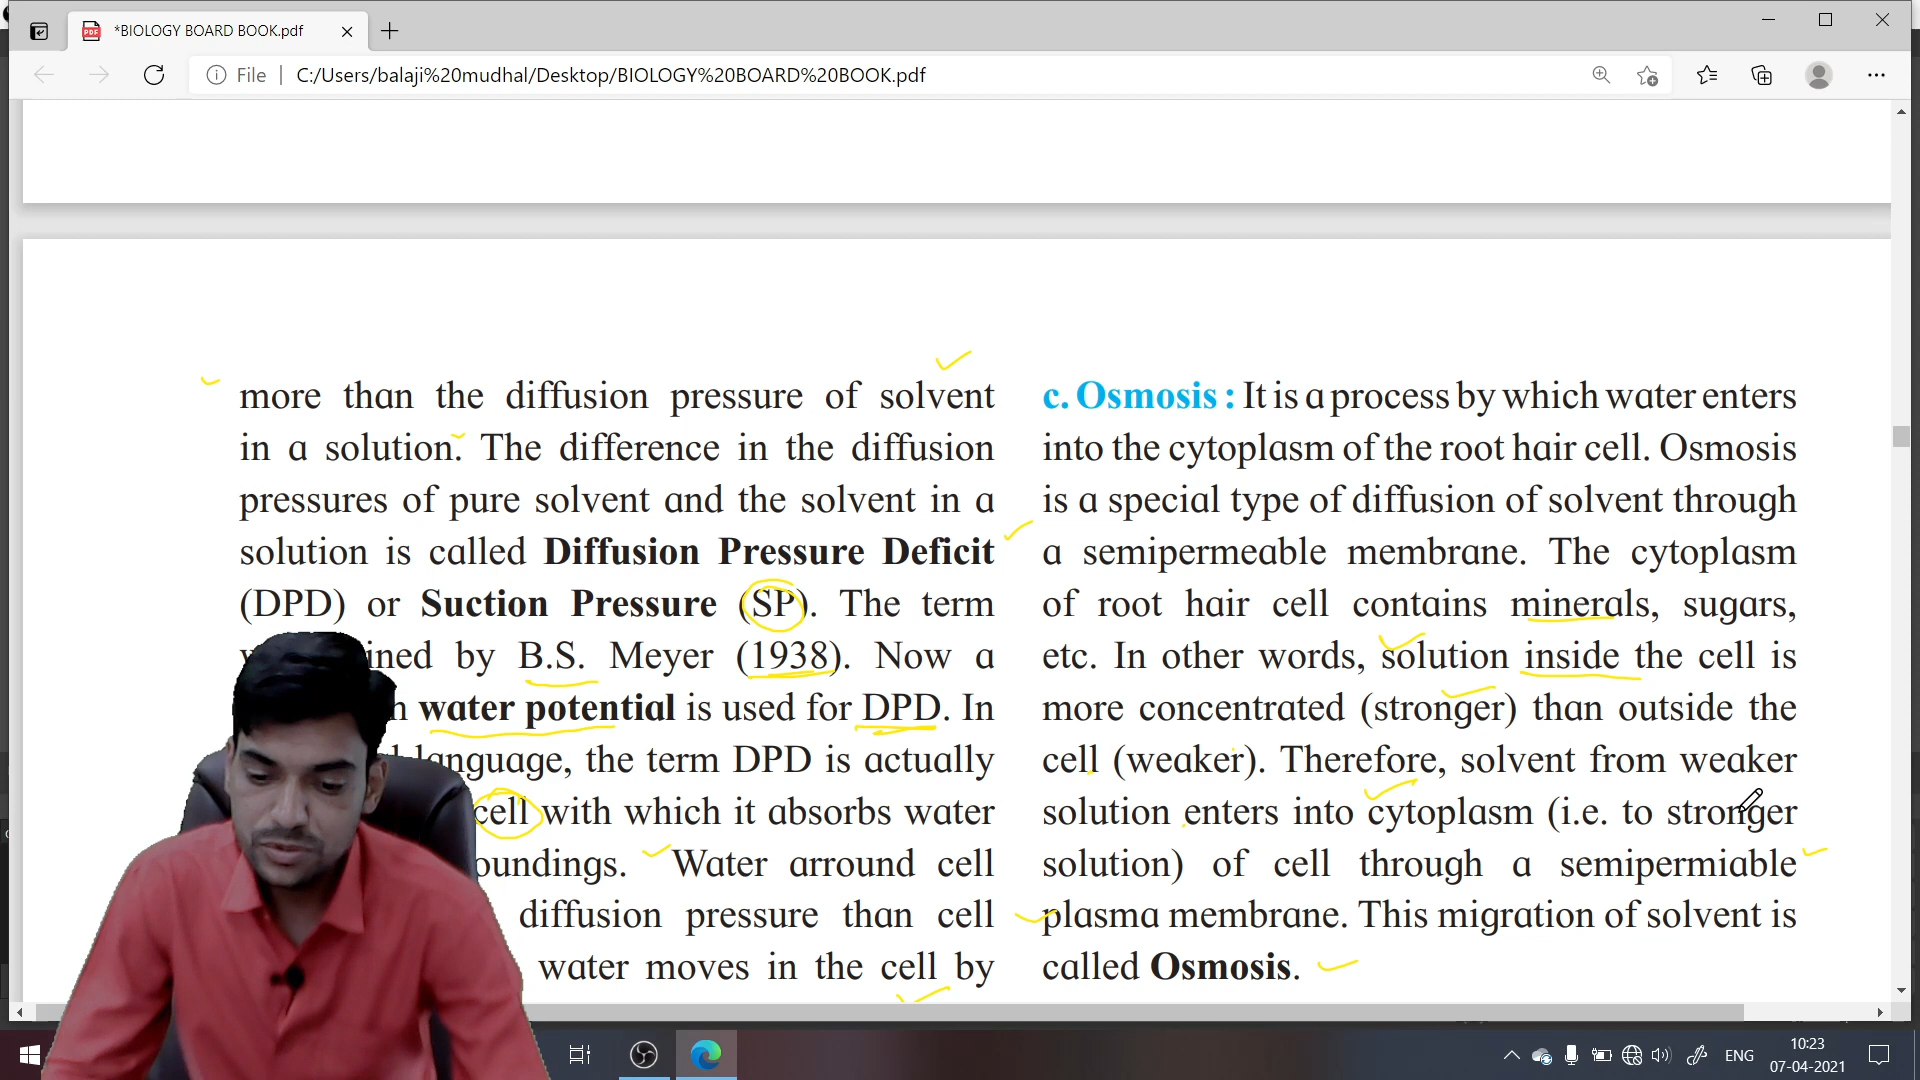 *BIOLOGY BOARD BOOK.pdf
File | C:/Users/balaji%20mudhal/Desktop/BIOLOGY%20BOARD%20BOOK.pdf
more than the diffusion pressure of solvent
in a solution. The difference in the diffusion
pressures of pure solvent and the solvent in a
solution is called Diffusion Pressure Deficit
(DPD) or Suction Pressure (SP). The term
ined by B.S. Meyer (1938). Now a
water potential is used for DPD. In
language, the term DPD is actually
cell with which it absorbs water
oundings. Water arround cell
diffusion pressure than cell
water moves in the cell by
c. Osmosis : It is a process by which water enters
into the cytoplasm of the root hair cell. Osmosis
is a special type of diffusion of solvent through
a semipermeable membrane. The cytoplasm
of root hair cell contains minerals, sugars,
etc. In other words, solution inside the cell is
more concentrated (stronger) than outside the
cell (weaker). Therefore, solvent from weaker
solution enters into cytoplasm (i.e. to stronger
solution) of cell through a semipermiable
plasma membrane. This migration of solvent is
called Osmosis.
ENG
10:23
07-04-2021